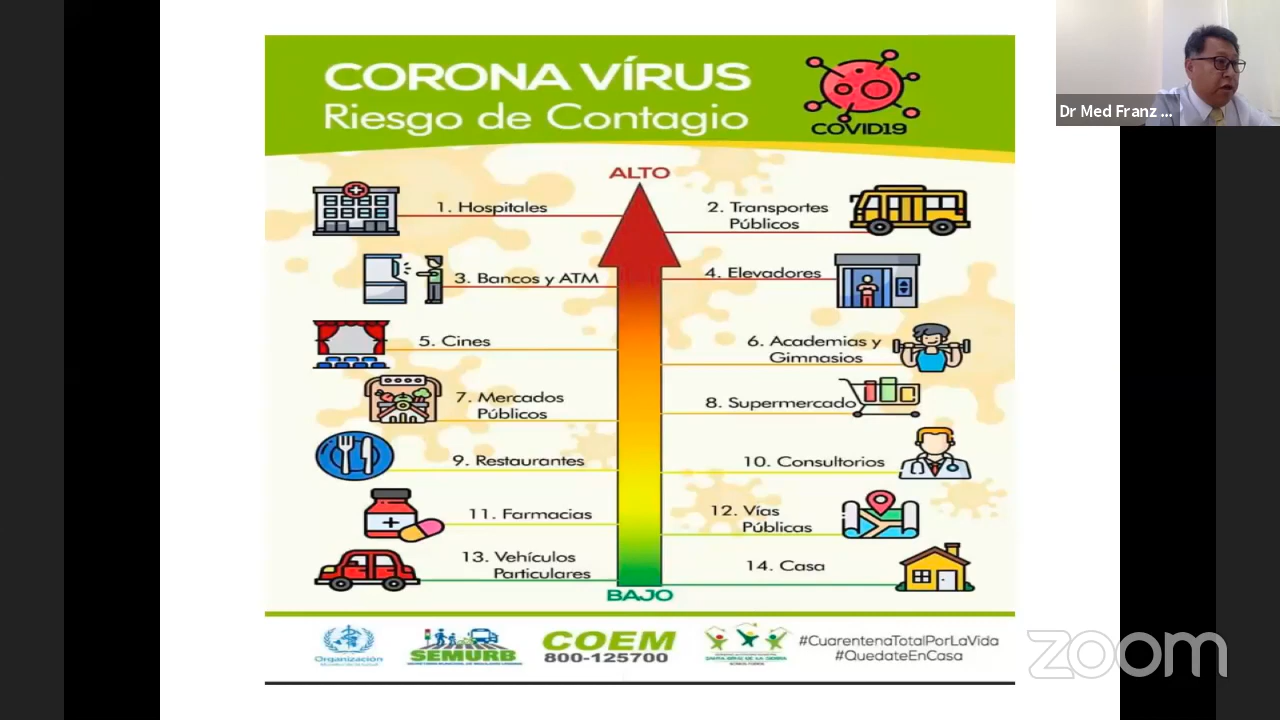 CORONA VÍRUS
Riesgo de Contagio
COVID19
Dr Med Franz ...
ALTO
1. Hospitales
2. Transportes
Públicos
3. Bancos y ATM
4. Elevadores
5. Cines
6. Academias y
Gimnasios
7. Mercados
Públicos
8. Supermercado
9. Restaurantes
10. Consultorios
11. Farmacias
12. Vías
Públicas
13. Vehículos
Particulares
14. Casa
BAJO
Organización
SEMURB
COEM
800-125700
#CuarentenaTotalPorLaVida
#QuedateEnCasa
zoom